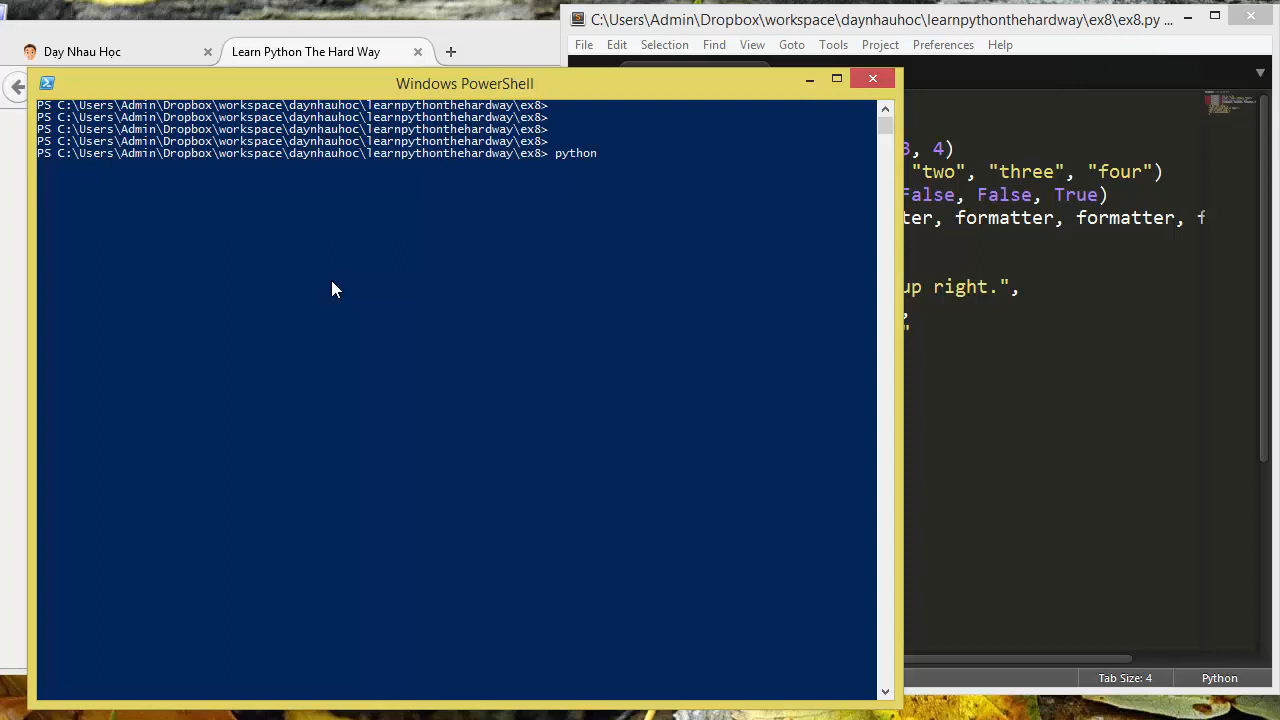 C:\Users\Admin\Dropbox\workspace\daynhauhoc\learnpythonthehardway\ex8\ex8.py ...
File Edit Selection Find View Goto Tools Project Preferences Help
Dạy Nhau Học
Learn Python The Hard Way
Windows PowerShell
PS C:\Users\Admin\Dropbox\workspace\daynhauhoc\learnpythonthehardway\ex8>
PS C:\Users\Admin\Dropbox\workspace\daynhauhoc\learnpythonthehardway\ex8>
PS C:\Users\Admin\Dropbox\workspace\daynhauhoc\learnpythonthehardway\ex8>
PS C:\Users\Admin\Dropbox\workspace\daynhauhoc\learnpythonthehardway\ex8>
PS C:\Users\Admin\Dropbox\workspace\daynhauhoc\learnpythonthehardway\ex8> python
3, 4)
"two", "three", "four")
False, False, True)
ter, formatter, formatter, f
up right.",
,
"
Tab Size: 4
Python